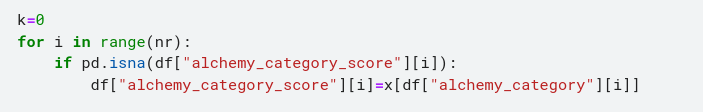 k=0
for i in range(nr):
    if pd.isna(df["alchemy_category_score"][i]):
        df["alchemy_category_score"][i]=x[df["alchemy_category"][i]]